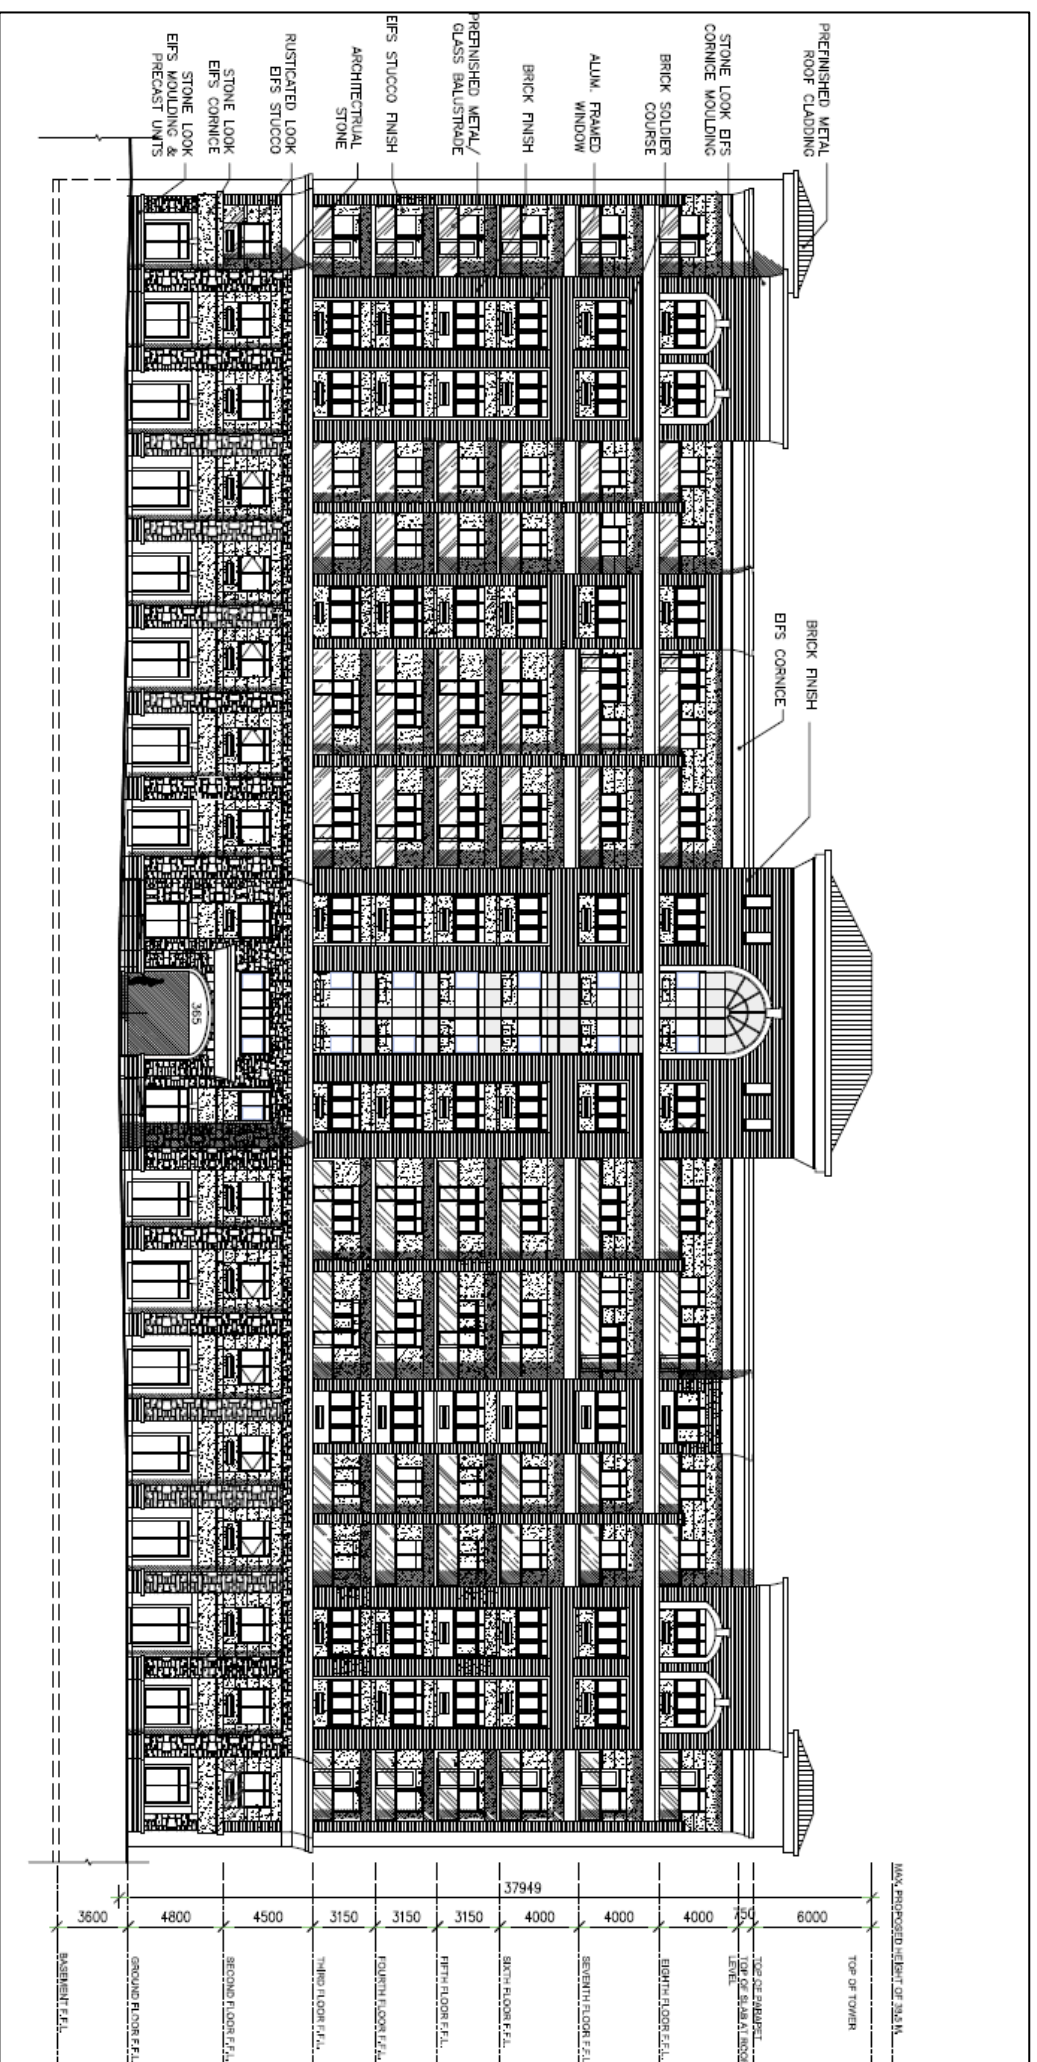 PREFINISHED METAL
ROOF CLADDING
STONE LOOK EIFS
CORNICE MOULDING
BRICK SOLDIER
COURSE
ALUM. FRAMED
WINDOW
BRICK FINISH
PREFINISHED METAL/
GLASS BALUSTRADE
EIFS STUCCO FINISH
ARCHITECTRUAL
STONE
RUSTICATED LOOK
EIFS STUCCO
STONE LOOK
EIFS CORNICE
STONE LOOK
EIFS MOULDING &
PRECAST UNITS
BRICK FINISH
EIFS CORNICE
365
MAX. PROPOSED HEIGHT OF 39.5 M.
TOP OF TOWER
6000
TOP OF PARAPET
750
TOP OF SLAB AT ROOF
LEVEL
4000
EIGHTH FLOOR F.F.L.
4000
SEVENTH FLOOR F.F.L.
4000
SIXTH FLOOR F.F.L.
3150
FIFTH FLOOR F.F.L.
3150
FOURTH FLOOR F.F.L.
3150
THIRD FLOOR F.F.L.
4500
SECOND FLOOR F.F.L.
4800
GROUND FLOOR F.F.L.
3600
BASEMENT F.F.L.
37949